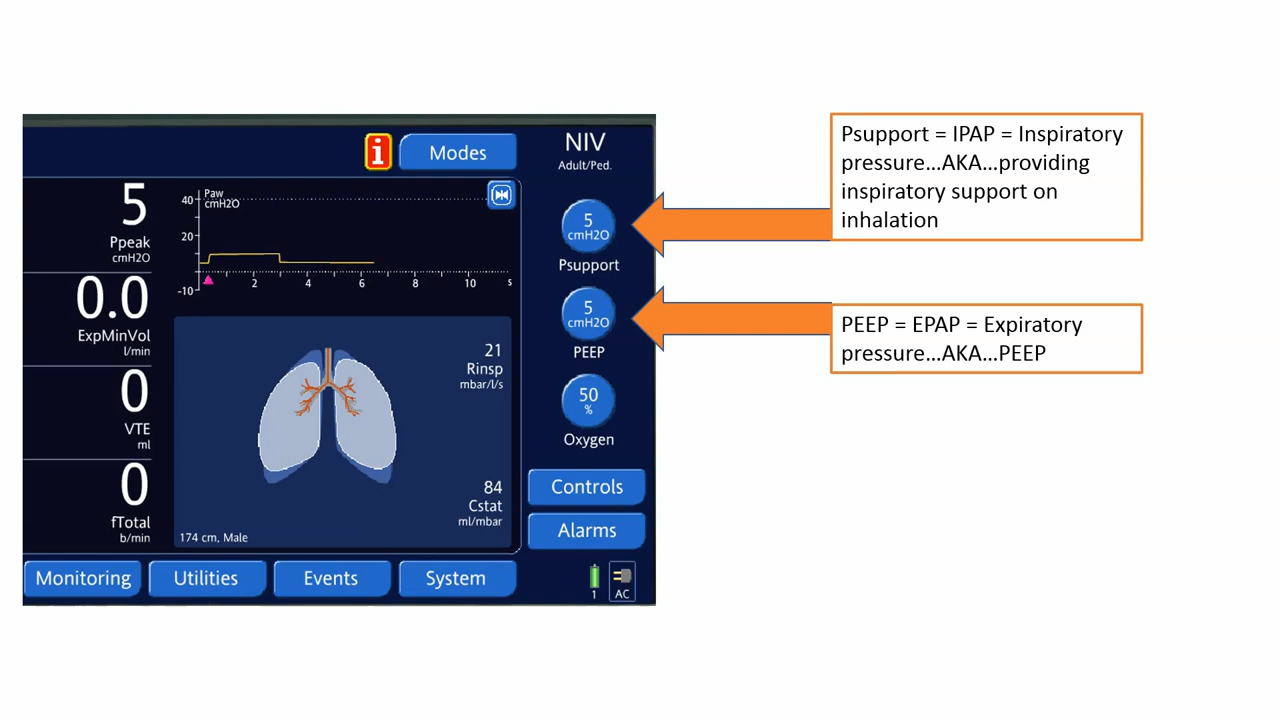 i
Modes
NIV
Adult/Ped.
5
Ppeak
cmH2O
0.0
ExpMinVol
l/min
0
VTE
ml
0
fTotal
b/min
Paw
cmH2O
40
20
-10
2
4
6
8
10
s
21
Rinsp
mbar/l/s
84
Cstat
ml/mbar
174 cm, Male
5
cmH2O
Psupport
5
cmH2O
PEEP
50
%
Oxygen
Controls
Alarms
Monitoring
Utilities
Events
System
1
AC
Psupport = IPAP = Inspiratory
pressure...AKA...providing
inspiratory support on
inhalation
PEEP = EPAP = Expiratory
pressure...AKA...PEEP